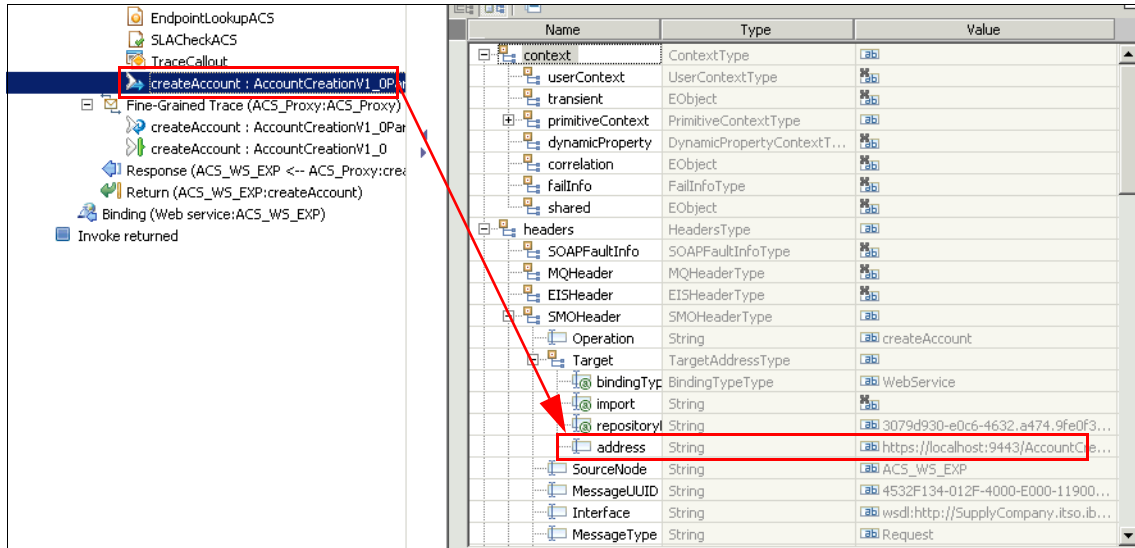 EndpointLookupACS
SLACheckACS
TraceCallout
createAccount : AccountCreationV1_0Par
Fine-Grained Trace (ACS_Proxy:ACS_Proxy)
createAccount : AccountCreationV1_0Par
createAccount : AccountCreationV1_0
Response (ACS_WS_EXP <-- ACS_Proxy:crea
Return (ACS_WS_EXP:createAccount)
Binding (Web service:ACS_WS_EXP)
Invoke returned
Name Type Value
context ContextType
userContext UserContextType
transient EObject
primitiveContext PrimitiveContextType
dynamicProperty DynamicPropertyContextT...
correlation EObject
failInfo FailInfoType
shared EObject
headers HeadersType
SOAPFaultInfo SOAPFaultInfoType
MQHeader MQHeaderType
EISHeader EISHeaderType
SMOHeader SMOHeaderType
Operation String createAccount
Target TargetAddressType
bindingTyp BindingTypeType WebService
import String
repositoryI String 3079d930-e0c6-4632.a474.9fe0f3...
address String https://localhost:9443/AccountCre...
SourceNode String ACS_WS_EXP
MessageUUID String 4532F134-012F-4000-E000-11900...
Interface String wsdl:http://SupplyCompany.itso.ib...
MessageType String Request